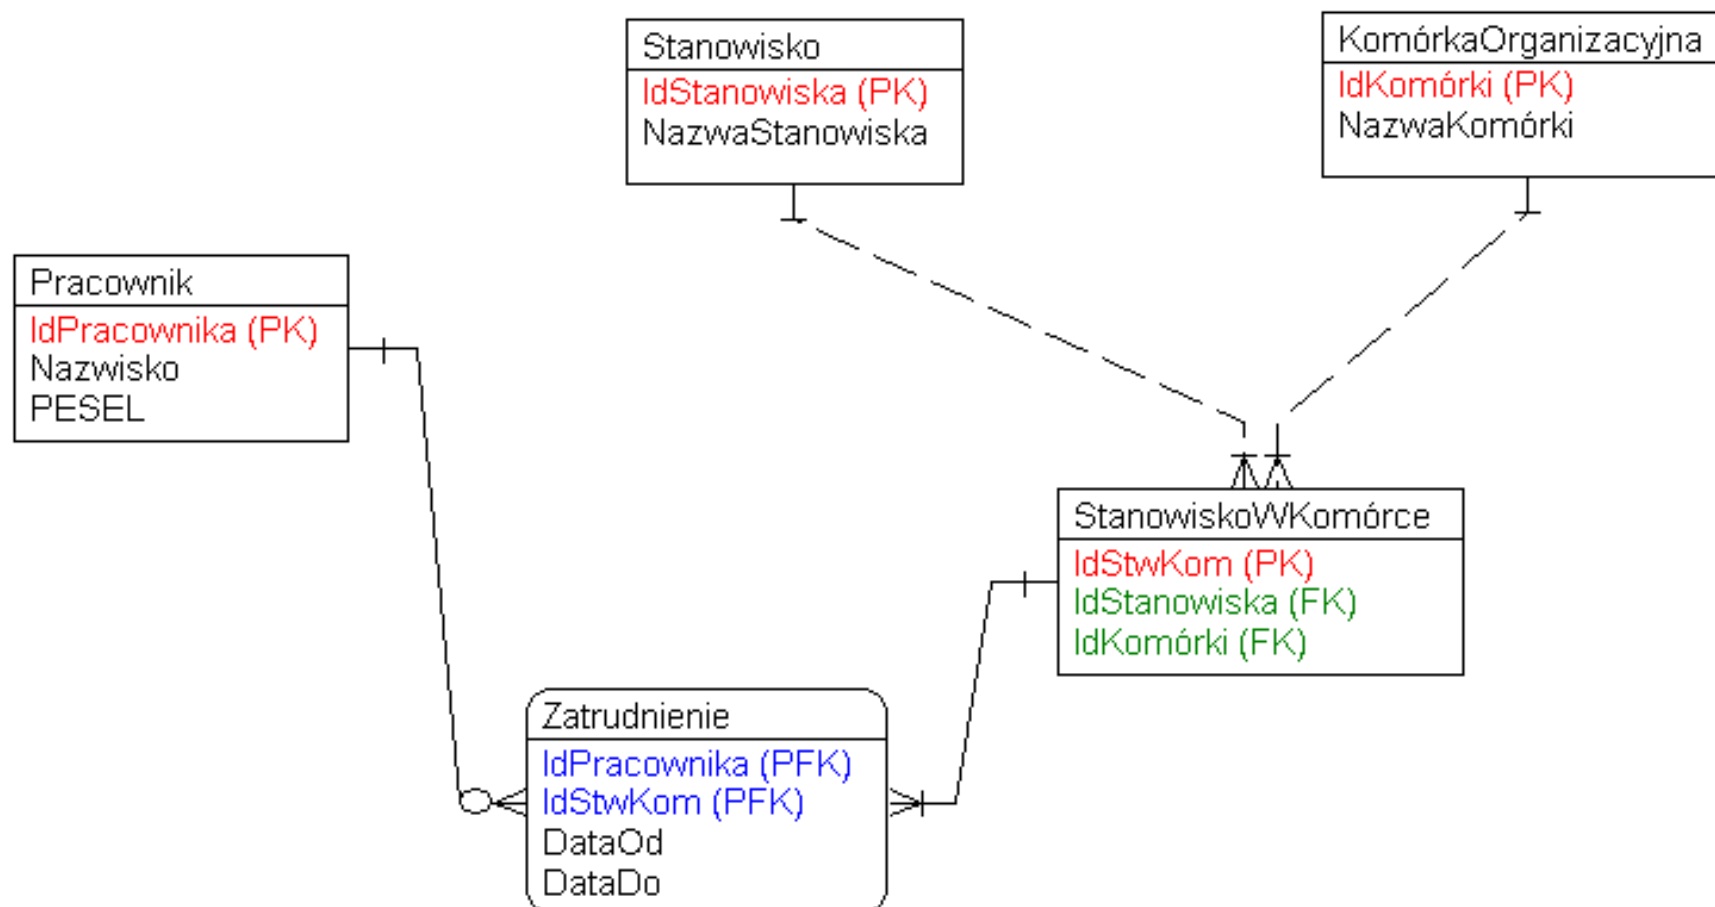 Stanowisko
IdStanowiska (PK)
NazwaStanowiska
KomórkaOrganizacyjna
IdKomórki (PK)
NazwaKomórki
Pracownik
IdPracownika (PK)
Nazwisko
PESEL
StanowiskoWKomórce
IdStwKom (PK)
IdStanowiska (FK)
IdKomórki (FK)
Zatrudnienie
IdPracownika (PFK)
IdStwKom (PFK)
DataOd
DataDo